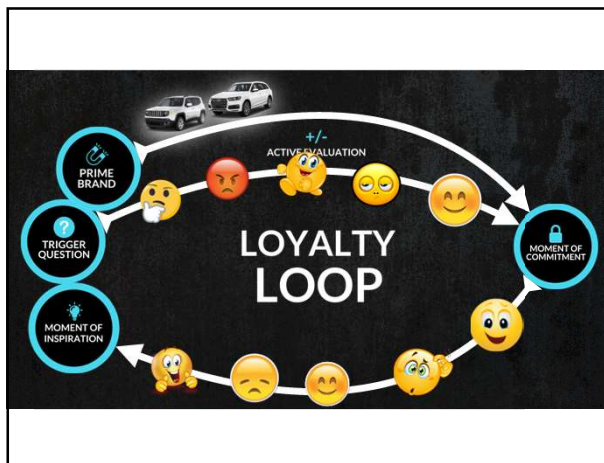 +/-
ACTIVE EVALUATION
PRIME
BRAND
?
TRIGGER
QUESTION
LOYALTY
LOOP
MOMENT OF
COMMITMENT
MOMENT OF
INSPIRATION